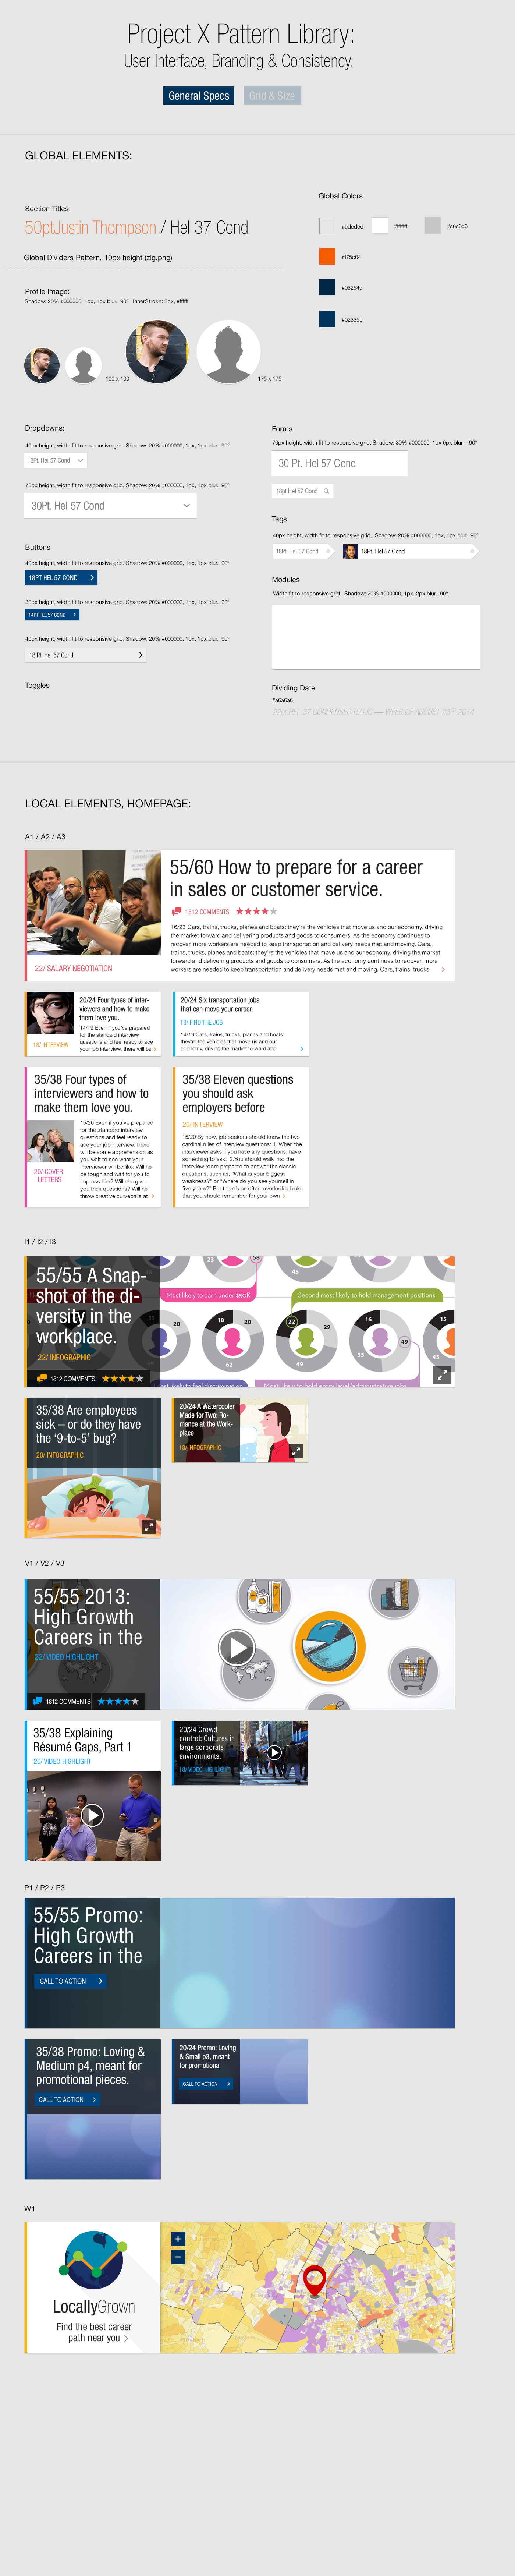 Project X Pattern Library:
User Interface, Branding & Consistency.
General Specs
Grid & Size
GLOBAL ELEMENTS:
Section Titles:
50ptJustin Thompson / Hel 37 Cond
Global Dividers Pattern, 10px height (zig.png)
Global Colors
#ededed
#ffffff
#c6c6c6
#f75c04
#032645
#02335b
Profile Image:
Shadow: 20% #000000, 1px, 1px blur. 90°. innerStroke: 2px, #ffffff
100 x 100
175 x 175
Dropdowns:
40px height, width fit to responsive grid. Shadow: 20% #000000, 1px, 1px blur. 90°
18Pt. Hel 57 Cond
70px height, width fit to responsive grid. Shadow: 20% #000000, 1px, 1px blur. 90°
30Pt. Hel 57 Cond
Buttons
40px height, width fit to responsive grid. Shadow: 20% #000000, 1px, 1px blur. 90°
18PT HEL 57 COND
30px height, width fit to responsive grid. Shadow: 20% #000000, 1px, 1px blur. 90°
14PT HEL 57 COND
40px height, width fit to responsive grid. Shadow: 20% #000000, 1px, 1px blur. 90°
18 Pt. Hel 57 Cond
Toggles
Forms
70px height, width fit to responsive grid. Shadow: 30% #000000, 1px 0px blur. -90°
30 Pt. Hel 57 Cond
18pt Hel 57 Cond
Tags
40px height, width fit to responsive grid. Shadow: 20% #000000, 1px, 1px blur. 90°
18Pt. Hel 57 Cond
18Pt. Hel 57 Cond
Modules
Width fit to responsive grid. Shadow: 20% #000000, 1px, 2px blur. 90°.
Dividing Date
#a6a6a6
22pt HEL 37 CONDENSED ITALIC — WEEK OF AUGUST 23RD 2014
LOCAL ELEMENTS, HOMEPAGE:
A1 / A2 / A3
22/ SALARY NEGOTIATION
55/60 How to prepare for a career
in sales or customer service.
1812 COMMENTS
16/23 Cars, trains, trucks, planes and boats: they're the vehicles that move us and our economy, driving
the market forward and delivering products and goods to consumers. As the economy continues to
recover, more workers are needed to keep transportation and delivery needs met and moving. Cars,
trains, trucks, planes and boats: they're the vehicles that move us and our economy, driving the market
forward and delivering products and goods to consumers. As the economy continues to recover, more
workers are needed to keep transportation and delivery needs met and moving. Cars, trains, trucks,
20/24 Four types of inter-
viewers and how to make
them love you.
14/19 Even if you've prepared
for the standard interview
questions and feel ready to ace
your job interview, there will be
18/ INTERVIEW
20/24 Six transportation jobs
that can move your career.
18/ FIND THE JOB
14/19 Cars, trains, trucks, planes and boats:
they're the vehicles that move us and our
economy, driving the market forward and
35/38 Four types of
interviewers and how to
make them love you.
15/20 Even if you've prepared
for the standard interview
questions and feel ready to
ace your job interview, there
will be some apprehension as
you wait to see what your
interviewer will be like. Will he
be tough and wait for you to
impress him? Will she give
you trick questions? Will he
throw creative curveballs at
20/ COVER
LETTERS
35/38 Eleven questions
you should ask
employers before
20/ INTERVIEW
15/20 By now, job seekers should know the two
cardinal rules of interview questions: 1. When the
interviewer asks if you have any questions, have
something to ask. 2.You should walk into the
interview room prepared to answer the classic
questions, such as, "What is your biggest
weakness?" or "Where do you see yourself in
five years?" But there's an often-overlooked rule
that you should remember for your own
I1 / I2 / I3
55/55 A Snap-
shot of the di-
versity in the
workplace.
22/ INFOGRAPHIC
1812 COMMENTS
23
58
45
Most likely to earn under $50K
Second most likely to hold management positions
11
20
18
20
62
22
29
49
16
35
49
15
45
35/38 Are employees
sick – or do they have
the '9-to-5' bug?
20/ INFOGRAPHIC
20/24 A Watercooler
Made for Two: Ro-
mance at the Work-
place
18/ INFOGRAPHIC
V1 / V2 / V3
55/55 2013:
High Growth
Careers in the
22/ VIDEO HIGHLIGHT
1812 COMMENTS
35/38 Explaining
Résumé Gaps, Part 1
20/ VIDEO HIGHLIGHT
20/24 Crowd
control: Cultures in
large corporate
environments.
18/ VIDEO HIGHLIGHT
P1 / P2 / P3
55/55 Promo:
High Growth
Careers in the
CALL TO ACTION
35/38 Promo: Loving &
Medium p4, meant for
promotional pieces.
CALL TO ACTION
20/24 Promo: Loving
& Small p3, meant
for promotional
CALL TO ACTION
W1
LocallyGrown
Find the best career
path near you